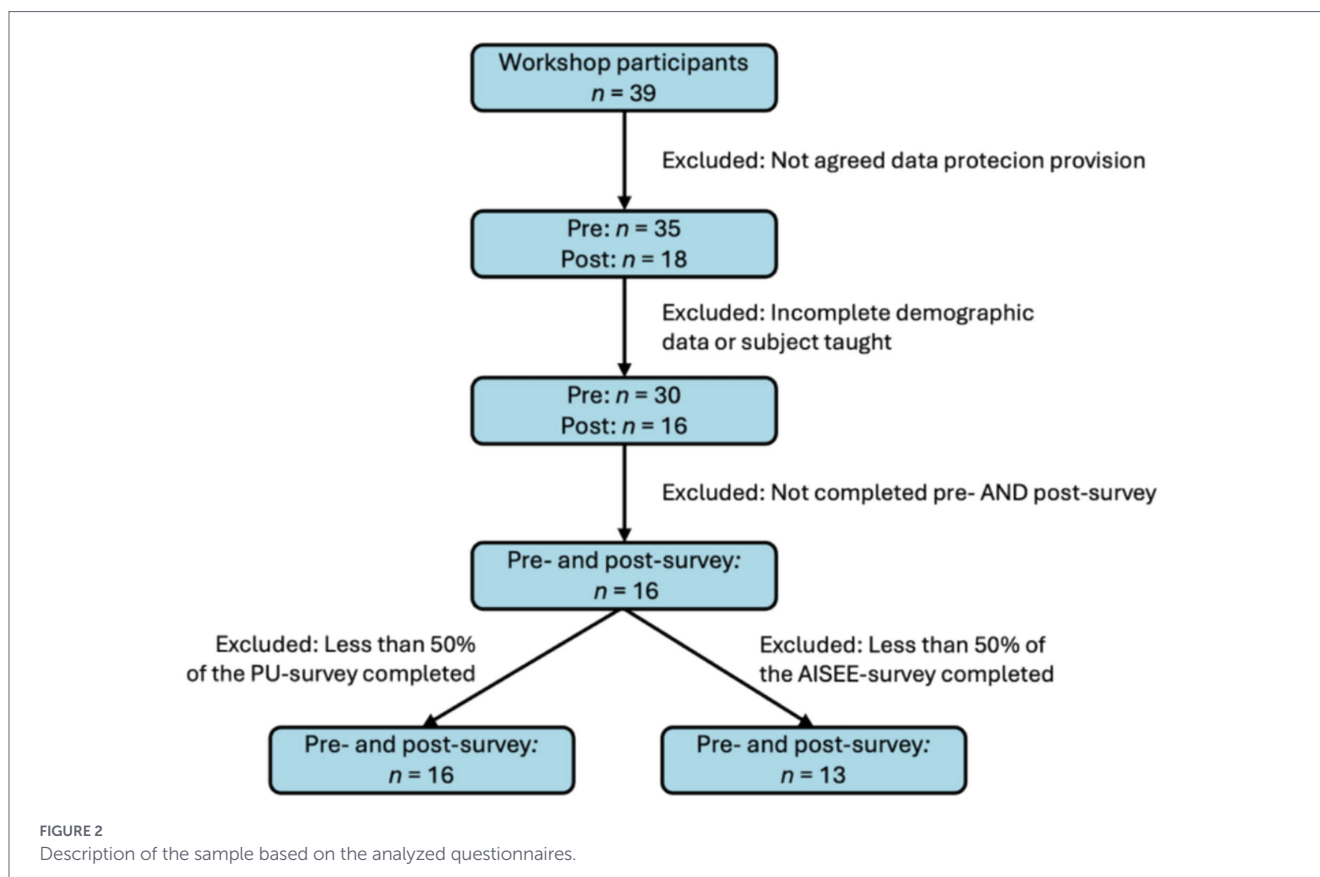 Workshop participants
n = 39
Excluded: Not agreed data protecion provision
Pre: n = 35
Post: n = 18
Excluded: Incomplete demographic
data or subject taught
Pre: n = 30
Post: n = 16
Excluded: Not completed pre- AND post-survey
Pre- and post-survey:
n = 16
Excluded: Less than 50%
of the PU-survey completed
Excluded: Less than 50% of
the AISEE-survey completed
Pre- and post-survey:
n = 16
Pre- and post-survey:
n = 13
FIGURE 2
Description of the sample based on the analyzed questionnaires.